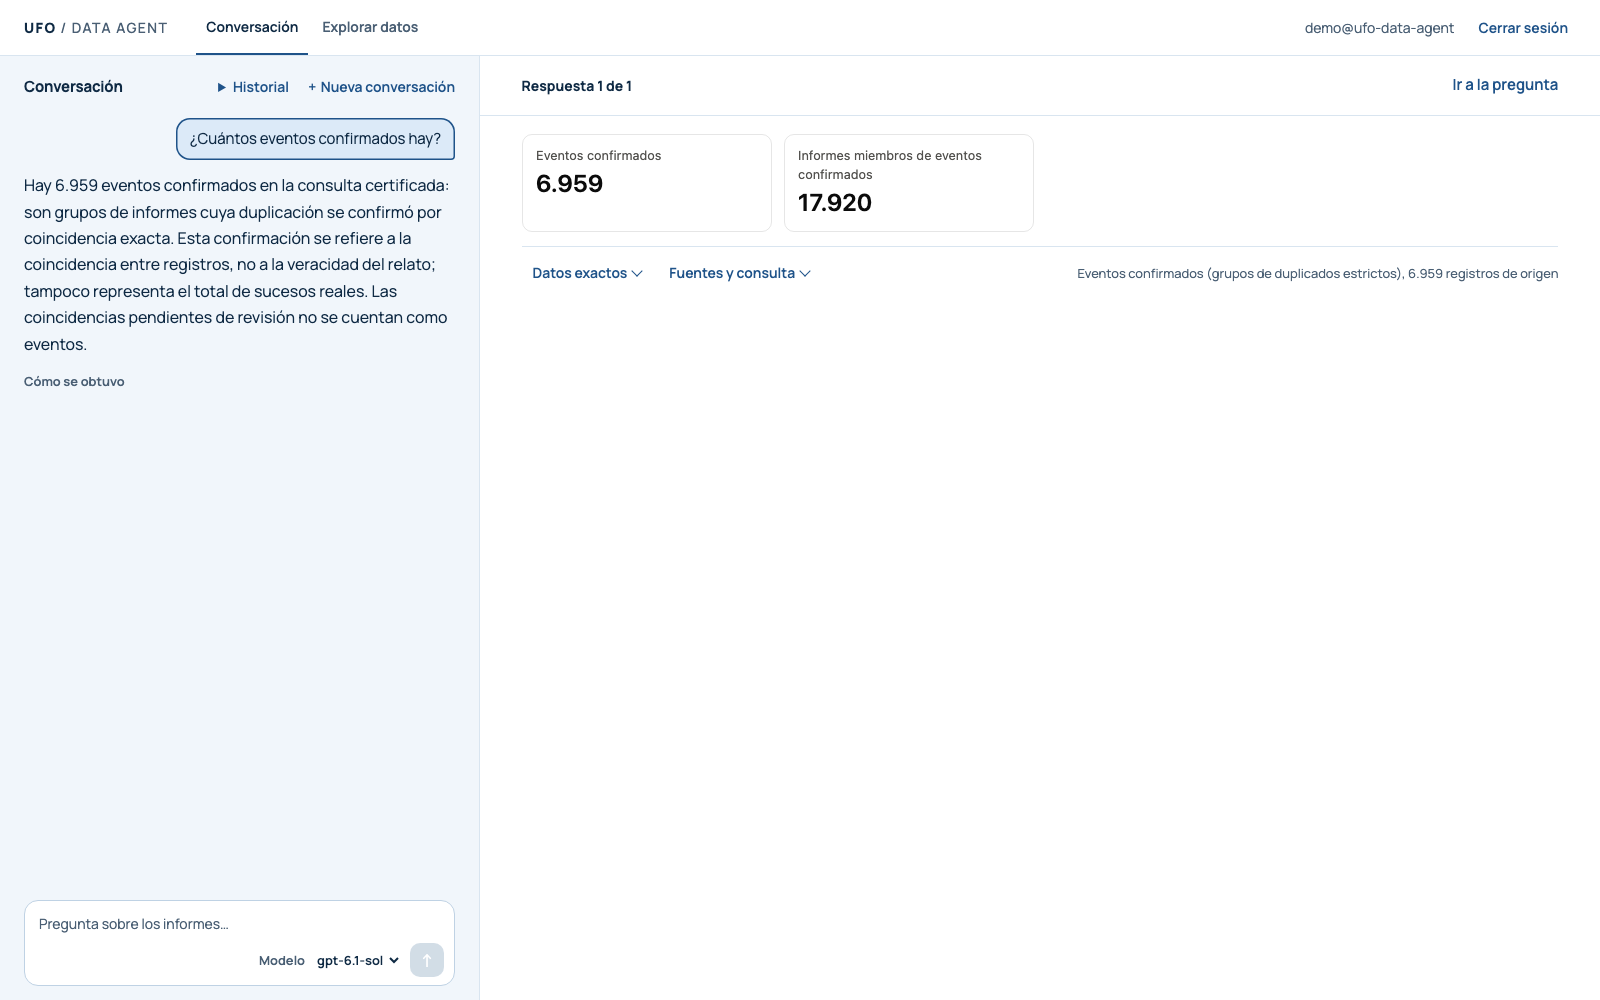 UFO / DATA AGENT
Conversación
Explorar datos
demo@ufo-data-agent
Cerrar sesión
Conversación
▶ Historial
+ Nueva conversación
¿Cuántos eventos confirmados hay?
Hay 6.959 eventos confirmados en la consulta certificada:
son grupos de informes cuya duplicación se confirmó por
coincidencia exacta. Esta confirmación se refiere a la
coincidencia entre registros, no a la veracidad del relato;
tampoco representa el total de sucesos reales. Las
coincidencias pendientes de revisión no se cuentan como
eventos.
Cómo se obtuvo
Pregunta sobre los informes…
Modelo
gpt-6.1-sol
Respuesta 1 de 1
Ir a la pregunta
Eventos confirmados
6.959
Informes miembros de eventos
confirmados
17.920
Datos exactos
Fuentes y consulta
Eventos confirmados (grupos de duplicados estrictos), 6.959 registros de origen